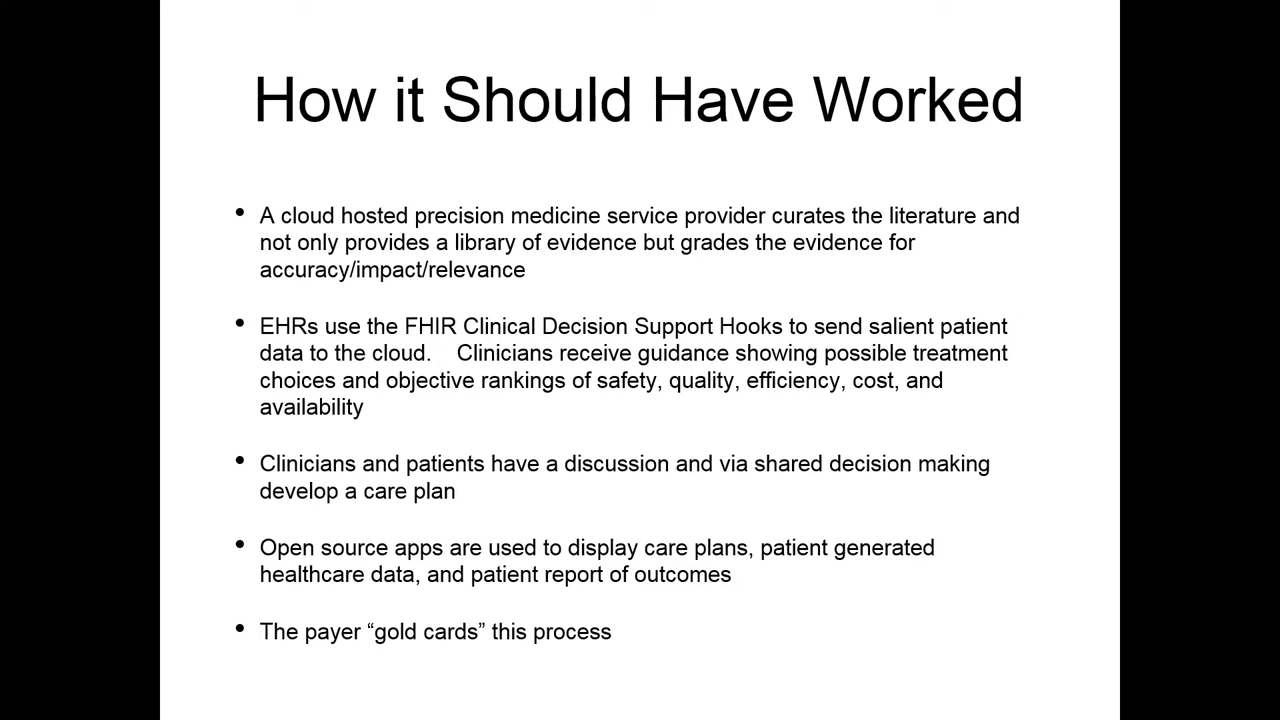 How it Should Have Worked
• A cloud hosted precision medicine service provider curates the literature and
not only provides a library of evidence but grades the evidence for
accuracy/impact/relevance
• EHRs use the FHIR Clinical Decision Support Hooks to send salient patient
data to the cloud.    Clinicians receive guidance showing possible treatment
choices and objective rankings of safety, quality, efficiency, cost, and
availability
• Clinicians and patients have a discussion and via shared decision making
develop a care plan
• Open source apps are used to display care plans, patient generated
healthcare data, and patient report of outcomes
• The payer “gold cards” this process